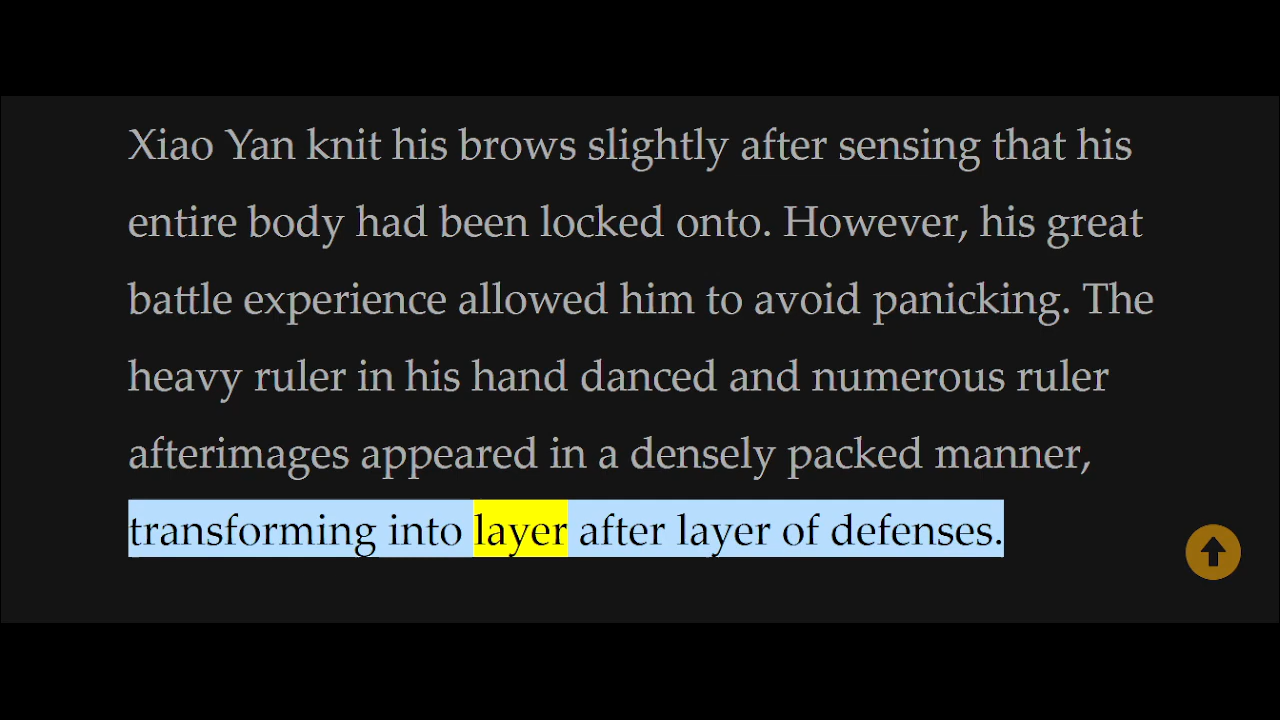 Xiao Yan knit his brows slightly after sensing that his
entire body had been locked onto. However, his great
battle experience allowed him to avoid panicking. The
heavy ruler in his hand danced and numerous ruler
afterimages appeared in a densely packed manner,
transforming into layer after layer of defenses.